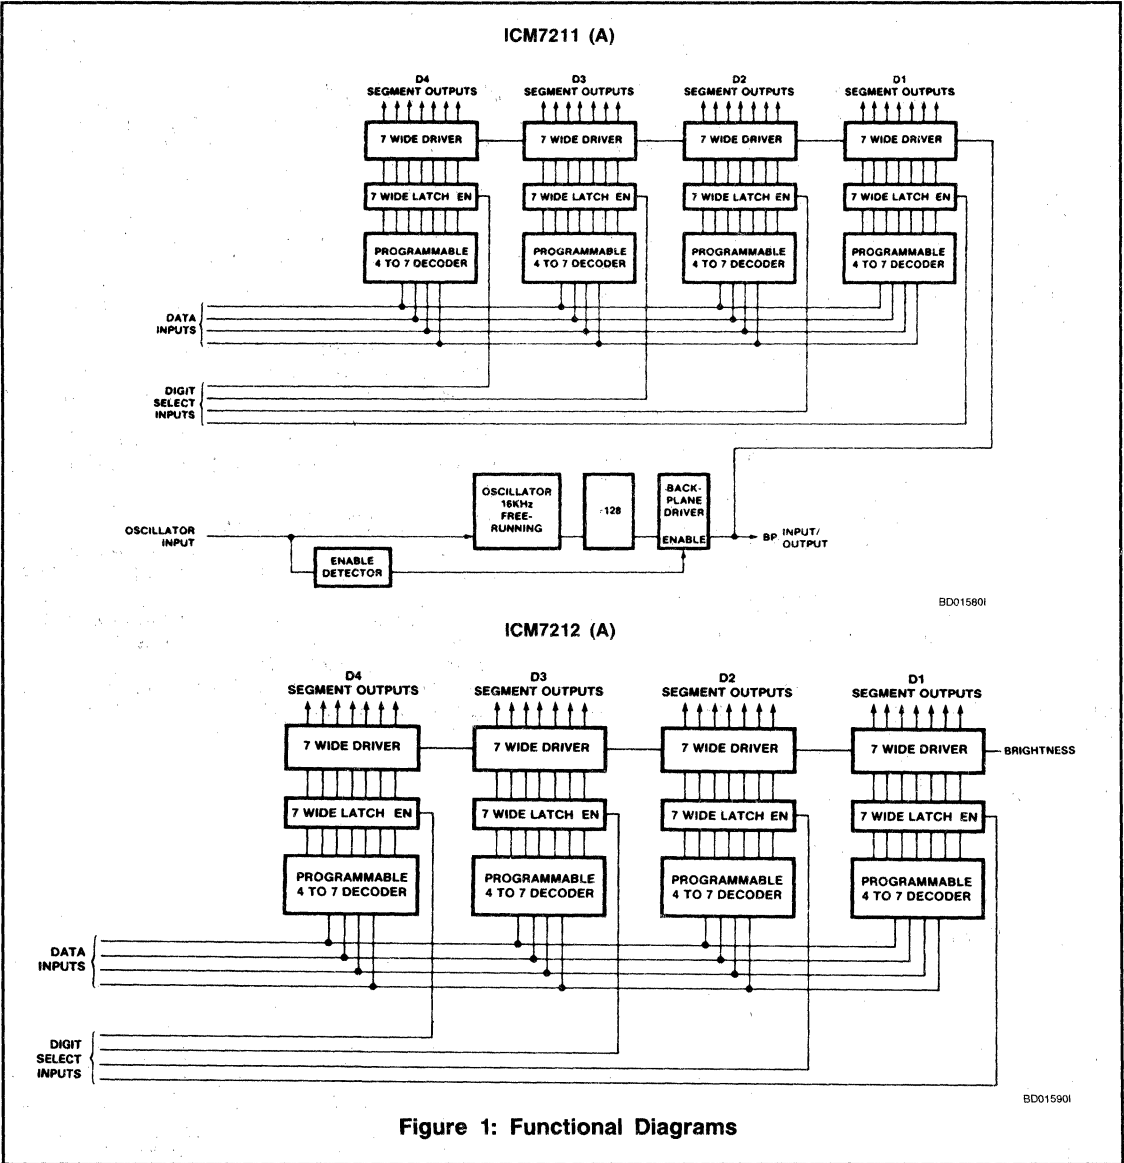 ICM7211 (A)
D4
SEGMENT OUTPUTS
D3
SEGMENT OUTPUTS
D2
SEGMENT OUTPUTS
D1
SEGMENT OUTPUTS
7 WIDE DRIVER
7 WIDE DRIVER
7 WIDE DRIVER
7 WIDE DRIVER
7 WIDE LATCH EN
7 WIDE LATCH EN
7 WIDE LATCH EN
7 WIDE LATCH EN
PROGRAMMABLE
4 TO 7 DECODER
PROGRAMMABLE
4 TO 7 DECODER
PROGRAMMABLE
4 TO 7 DECODER
PROGRAMMABLE
4 TO 7 DECODER
DATA
INPUTS
DIGIT
SELECT
INPUTS
OSCILLATOR
INPUT
OSCILLATOR
16KHz
FREE-
RUNNING
128
BACK-
PLANE
DRIVER
ENABLE
BP INPUT/
OUTPUT
ENABLE
DETECTOR
BD01580I
ICM7212 (A)
D4
SEGMENT OUTPUTS
D3
SEGMENT OUTPUTS
D2
SEGMENT OUTPUTS
D1
SEGMENT OUTPUTS
7 WIDE DRIVER
7 WIDE DRIVER
7 WIDE DRIVER
7 WIDE DRIVER
BRIGHTNESS
7 WIDE LATCH EN
7 WIDE LATCH EN
7 WIDE LATCH EN
7 WIDE LATCH EN
PROGRAMMABLE
4 TO 7 DECODER
PROGRAMMABLE
4 TO 7 DECODER
PROGRAMMABLE
4 TO 7 DECODER
PROGRAMMABLE
4 TO 7 DECODER
DATA
INPUTS
DIGIT
SELECT
INPUTS
BD01590I
Figure 1: Functional Diagrams